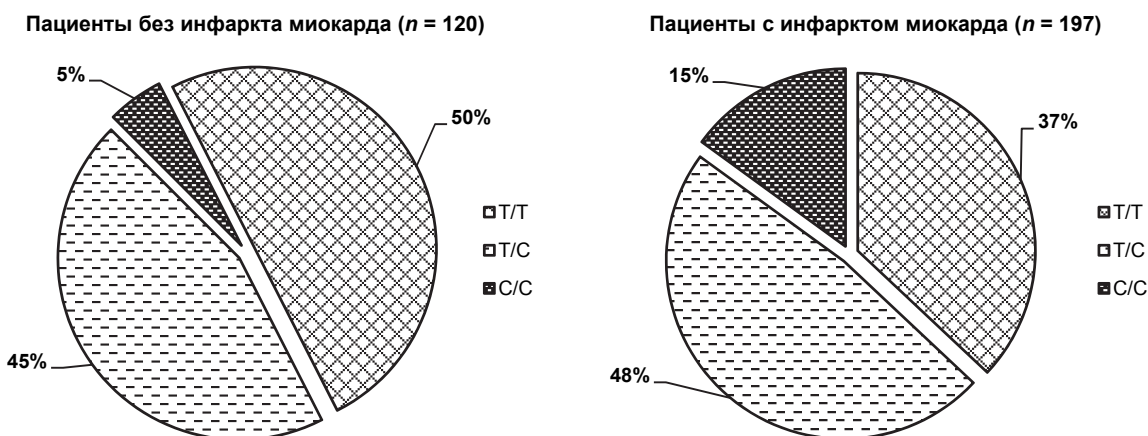 Пациенты без инфаркта миокарда (n = 120)
5%
50%
45%
T/T
T/C
C/C
Пациенты с инфарктом миокарда (n = 197)
15%
37%
48%
T/T
T/C
C/C